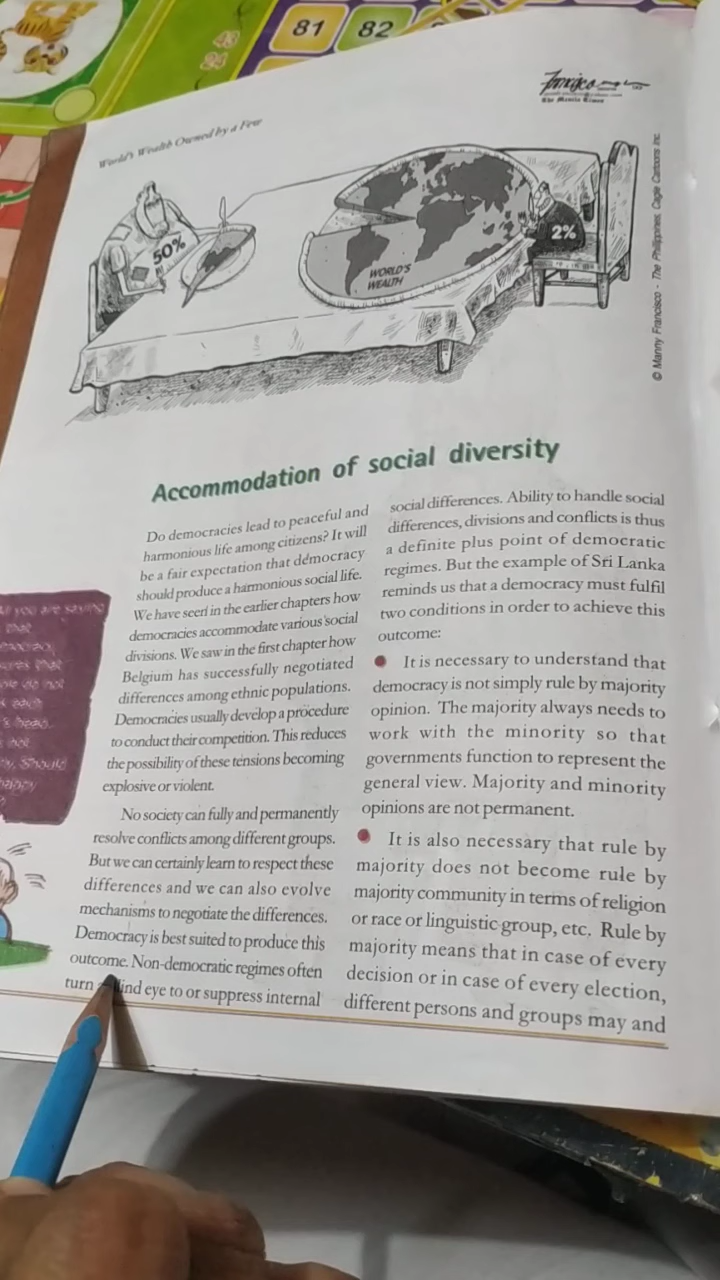 81 82
43
24
The Manila Times
World's Wealth Owned by a Few
50%
2%
WORLD'S
WEALTH
© Manny Francisco - The Philippines, Cagle Cartoons Inc.
Accommodation of social diversity
Do democracies lead to peaceful and
harmonious life among citizens? It will
be a fair expectation that democracy
should produce a harmonious social life.
We have seen in the earlier chapters how
democracies accommodate various social
divisions. We saw in the first chapter how
Belgium has successfully negotiated
differences among ethnic populations.
Democracies usually develop a procedure
to conduct their competition. This reduces
the possibility of these tensions becoming
explosive or violent.
No society can fully and permanently
resolve conflicts among different groups.
But we can certainly learn to respect these
differences and we can also evolve
mechanisms to negotiate the differences.
Democracy is best suited to produce this
outcome. Non-democratic regimes often
turn eye to or suppress internal
social differences. Ability to handle social
differences, divisions and conflicts is thus
a definite plus point of democratic
regimes. But the example of Sri Lanka
reminds us that a democracy must fulfil
two conditions in order to achieve this
outcome:
● It is necessary to understand that
democracy is not simply rule by majority
opinion. The majority always needs to
work with the minority so that
governments function to represent the
general view. Majority and minority
opinions are not permanent.
● It is also necessary that rule by
majority does not become rule by
majority community in terms of religion
or race or linguistic group, etc. Rule by
majority means that in case of every
decision or in case of every election,
different persons and groups may and
you are saying
that